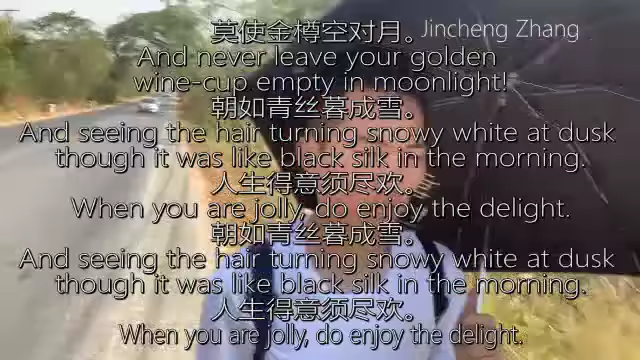 莫使金樽空对月。
Jincheng Zhang
And never leave your golden
wine-cup empty in moonlight!
朝如青丝暮成雪。
And seeing the hair turning snowy white at dusk
though it was like black silk in the morning.
人生得意须尽欢。
When you are jolly, do enjoy the delight.
朝如青丝暮成雪。
And seeing the hair turning snowy white at dusk
though it was like black silk in the morning.
人生得意须尽欢。
When you are jolly, do enjoy the delight.